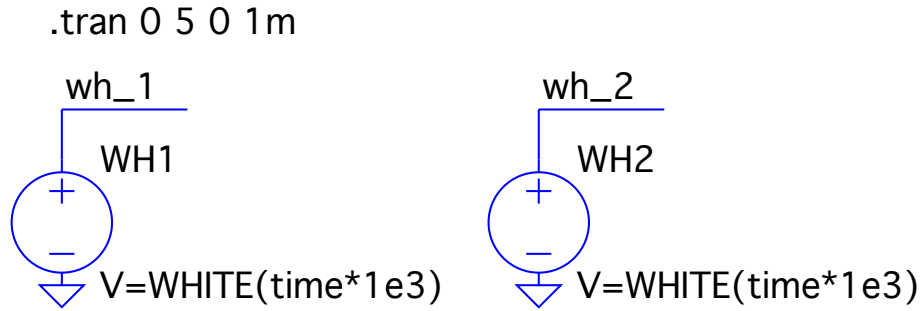 .tran 0 5 0 1m
wh_1 wh_2
WH1 WH2
V=WHITE(time*1e3) V=WHITE(time*1e3)